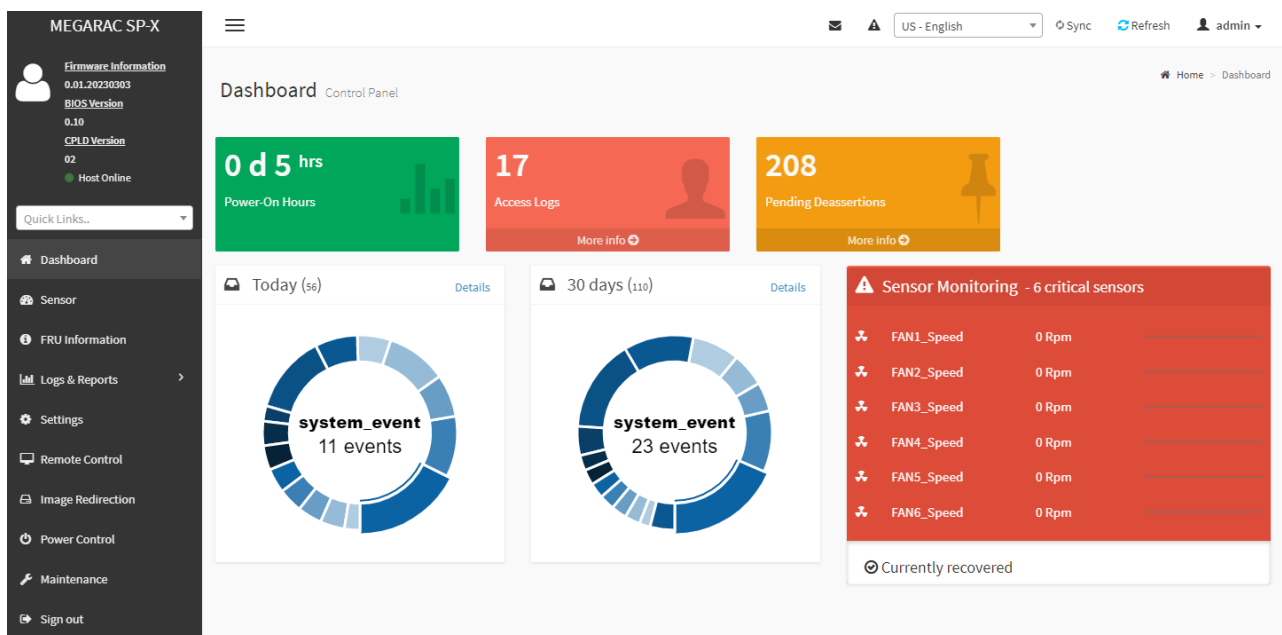 MEGARAC SP-X
Firmware Information
0.01.20230303
BIOS Version
0.10
CPLD Version
02
Host Online
Quick Links..
Dashboard
Sensor
FRU Information
Logs & Reports
Settings
Remote Control
Image Redirection
Power Control
Maintenance
Sign out
US - English
Sync
Refresh
admin
Dashboard Control Panel
Home > Dashboard
0 d 5 hrs
Power-On Hours
17
Access Logs
More info
208
Pending Deassertions
More info
Today (56)
Details
system_event
11 events
30 days (110)
Details
system_event
23 events
Sensor Monitoring - 6 critical sensors
FAN1_Speed 0 Rpm
FAN2_Speed 0 Rpm
FAN3_Speed 0 Rpm
FAN4_Speed 0 Rpm
FAN5_Speed 0 Rpm
FAN6_Speed 0 Rpm
Currently recovered